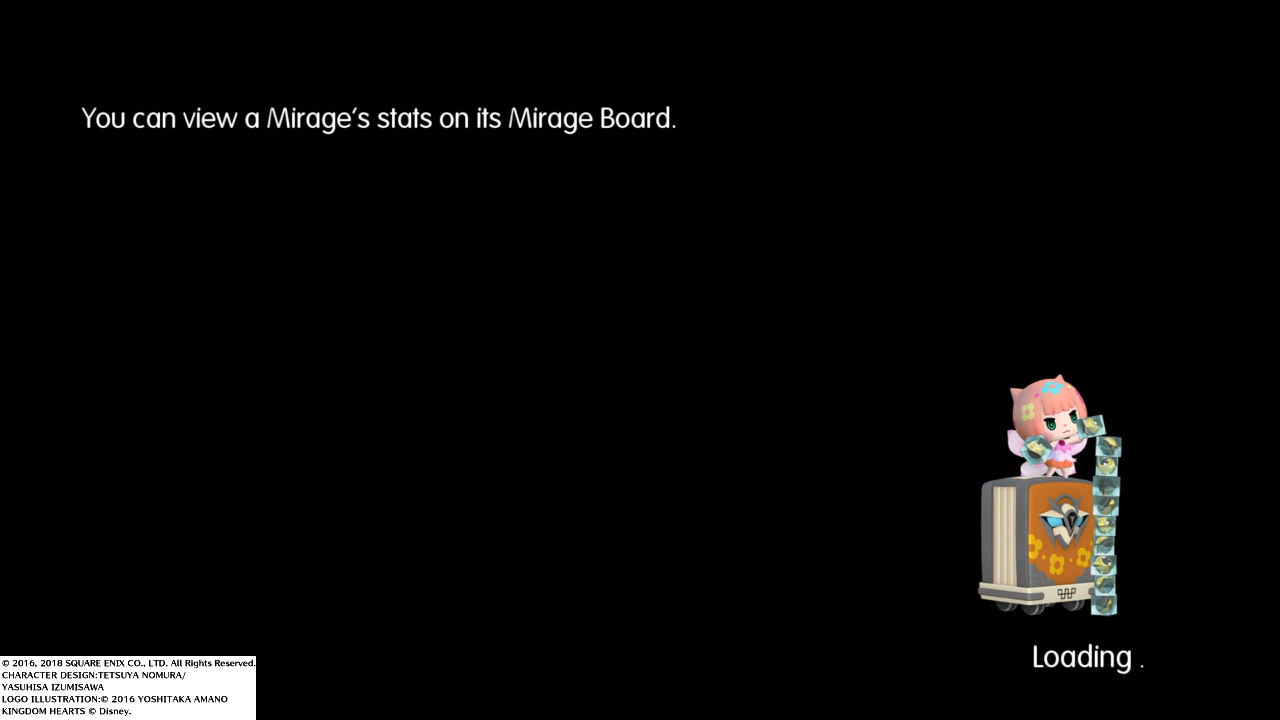 You can view a Mirage's stats on its Mirage Board.
Loading .
© 2016, 2018 SQUARE ENIX CO., LTD. All Rights Reserved.
CHARACTER DESIGN:TETSUYA NOMURA/
YASUHISA IZUMISAWA
LOGO ILLUSTRATION:© 2016 YOSHITAKA AMANO
KINGDOM HEARTS © Disney.